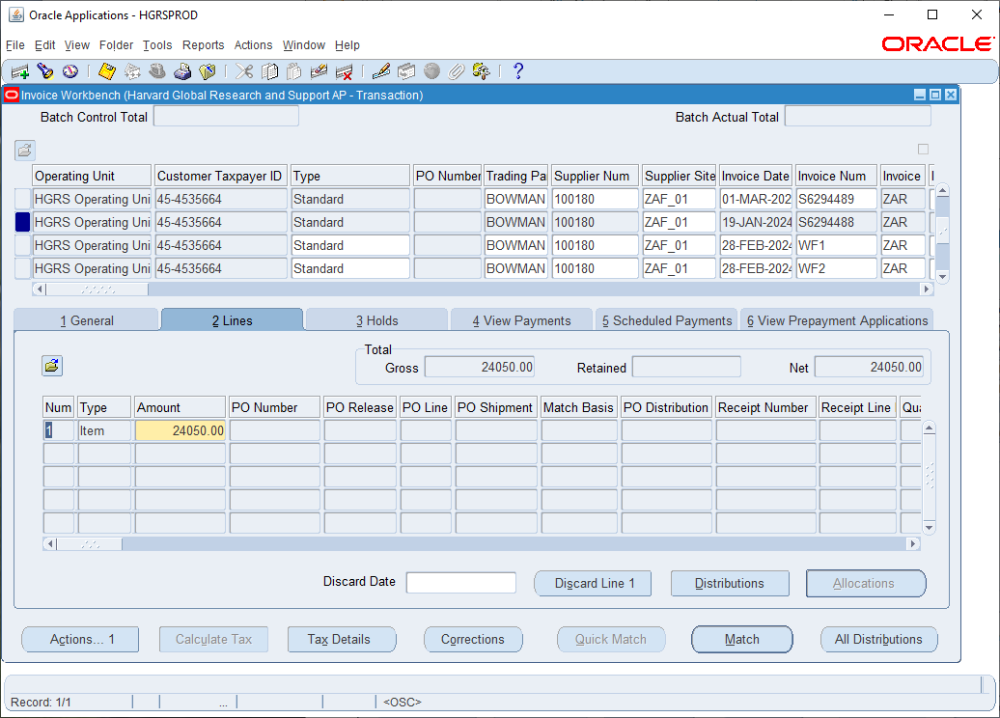 Oracle Applications - HGRSPROD
File Edit View Folder Tools Reports Actions Window Help
ORACLE
Invoice Workbench (Harvard Global Research and Support AP - Transaction)
Batch Control Total Batch Actual Total
Operating Unit Customer Taxpayer ID Type PO Number Trading Pa Supplier Num Supplier Site Invoice Date Invoice Num Invoice
HGRS Operating Uni 45-4535664 Standard BOWMAN 100180 ZAF_01 01-MAR-202 S6294489 ZAR
HGRS Operating Uni 45-4535664 Standard BOWMAN 100180 ZAF_01 19-JAN-2024 S6294488 ZAR
HGRS Operating Uni 45-4535664 Standard BOWMAN 100180 ZAF_01 28-FEB-2024 WF1 ZAR
HGRS Operating Uni 45-4535664 Standard BOWMAN 100180 ZAF_01 28-FEB-2024 WF2 ZAR
1 General 2 Lines 3 Holds 4 View Payments 5 Scheduled Payments 6 View Prepayment Applications
Total
Gross 24050.00 Retained Net 24050.00
Num Type Amount PO Number PO Release PO Line PO Shipment Match Basis PO Distribution Receipt Number Receipt Line Qua
1 Item 24050.00
Discard Date Discard Line 1 Distributions Allocations
Actions... 1 Calculate Tax Tax Details Corrections Quick Match Match All Distributions
Record: 1/1 ... <OSC>